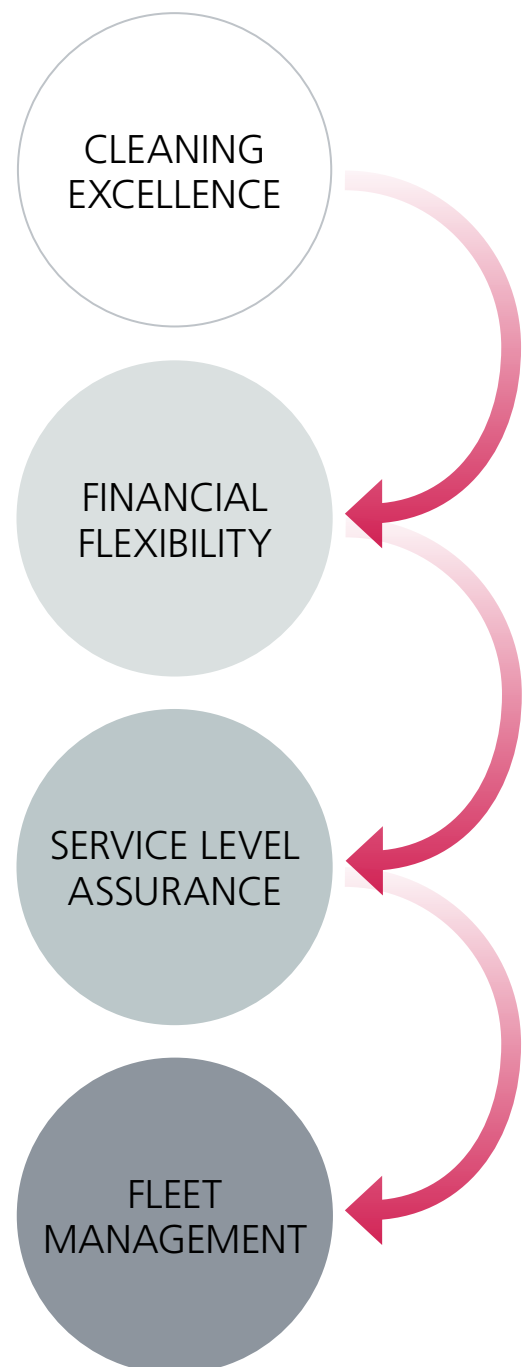 CLEANING
EXCELLENCE
FINANCIAL
FLEXIBILITY
SERVICE LEVEL
ASSURANCE
FLEET
MANAGEMENT